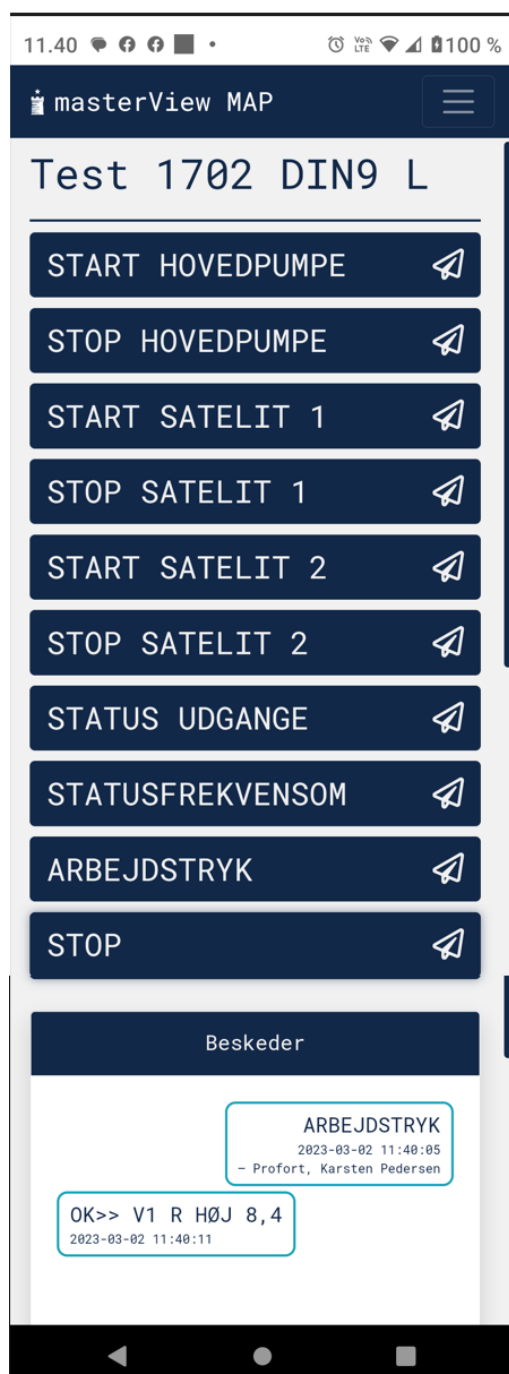 11.40 100 %
masterView MAP
Test 1702 DIN9 L
START HOVEDPUMPE
STOP HOVEDPUMPE
START SATELIT 1
STOP SATELIT 1
START SATELIT 2
STOP SATELIT 2
STATUS UDGANGE
STATUSFREKVENSOM
ARBEJDSTRYK
STOP
Beskeder
ARBEJDSTRYK
2023-03-02 11:40:05
– Profort, Karsten Pedersen
OK>> V1 R HØJ 8,4
2023-03-02 11:40:11